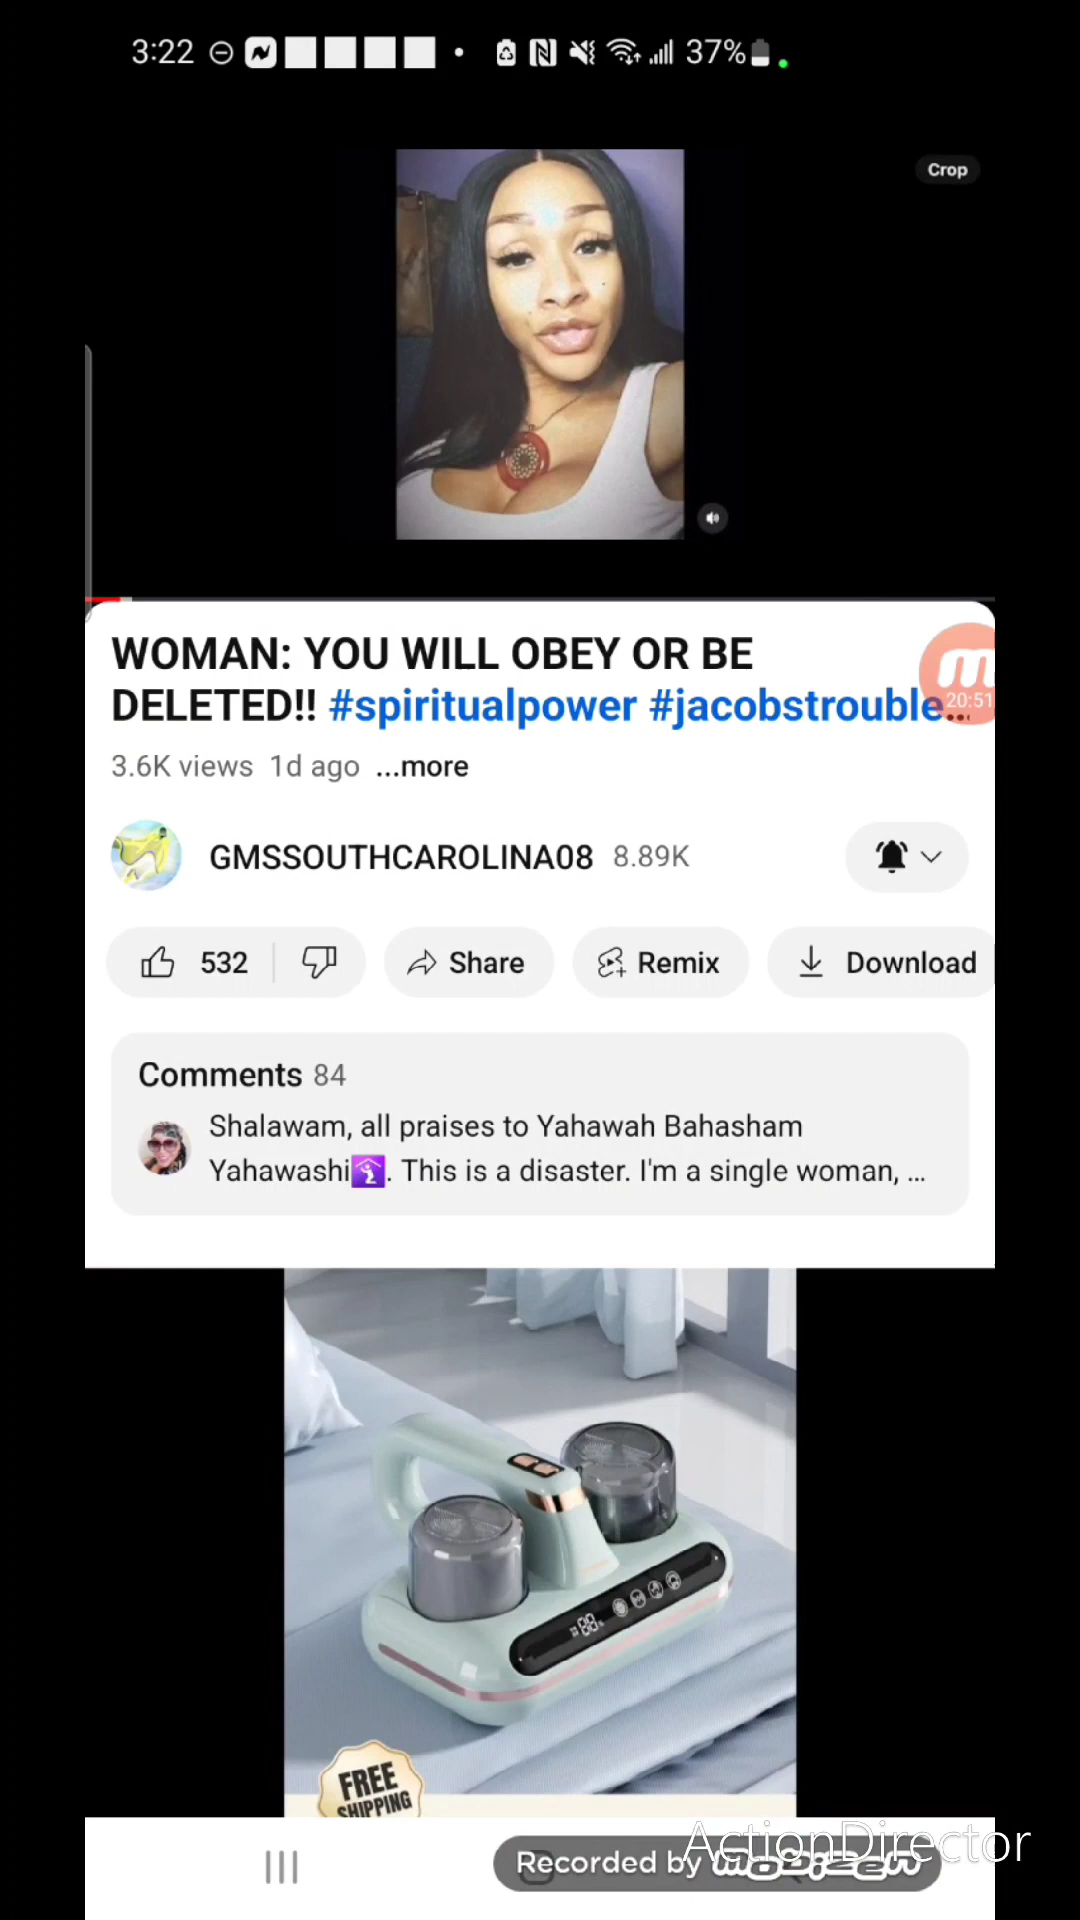 3:22
37%
Crop
WOMAN: YOU WILL OBEY OR BE
DELETED!! #spiritualpower #jacobstrouble...
20:51
3.6K views 1d ago ...more
GMSSOUTHCAROLINA08 8.89K
532
Share
Remix
Download
Comments 84
Shalawam, all praises to Yahawah Bahasham
Yahawashi🛐. This is a disaster. I'm a single woman, ...
88
FREE
SHIPPING
ActionDirector
Recorded by MOBIZEN